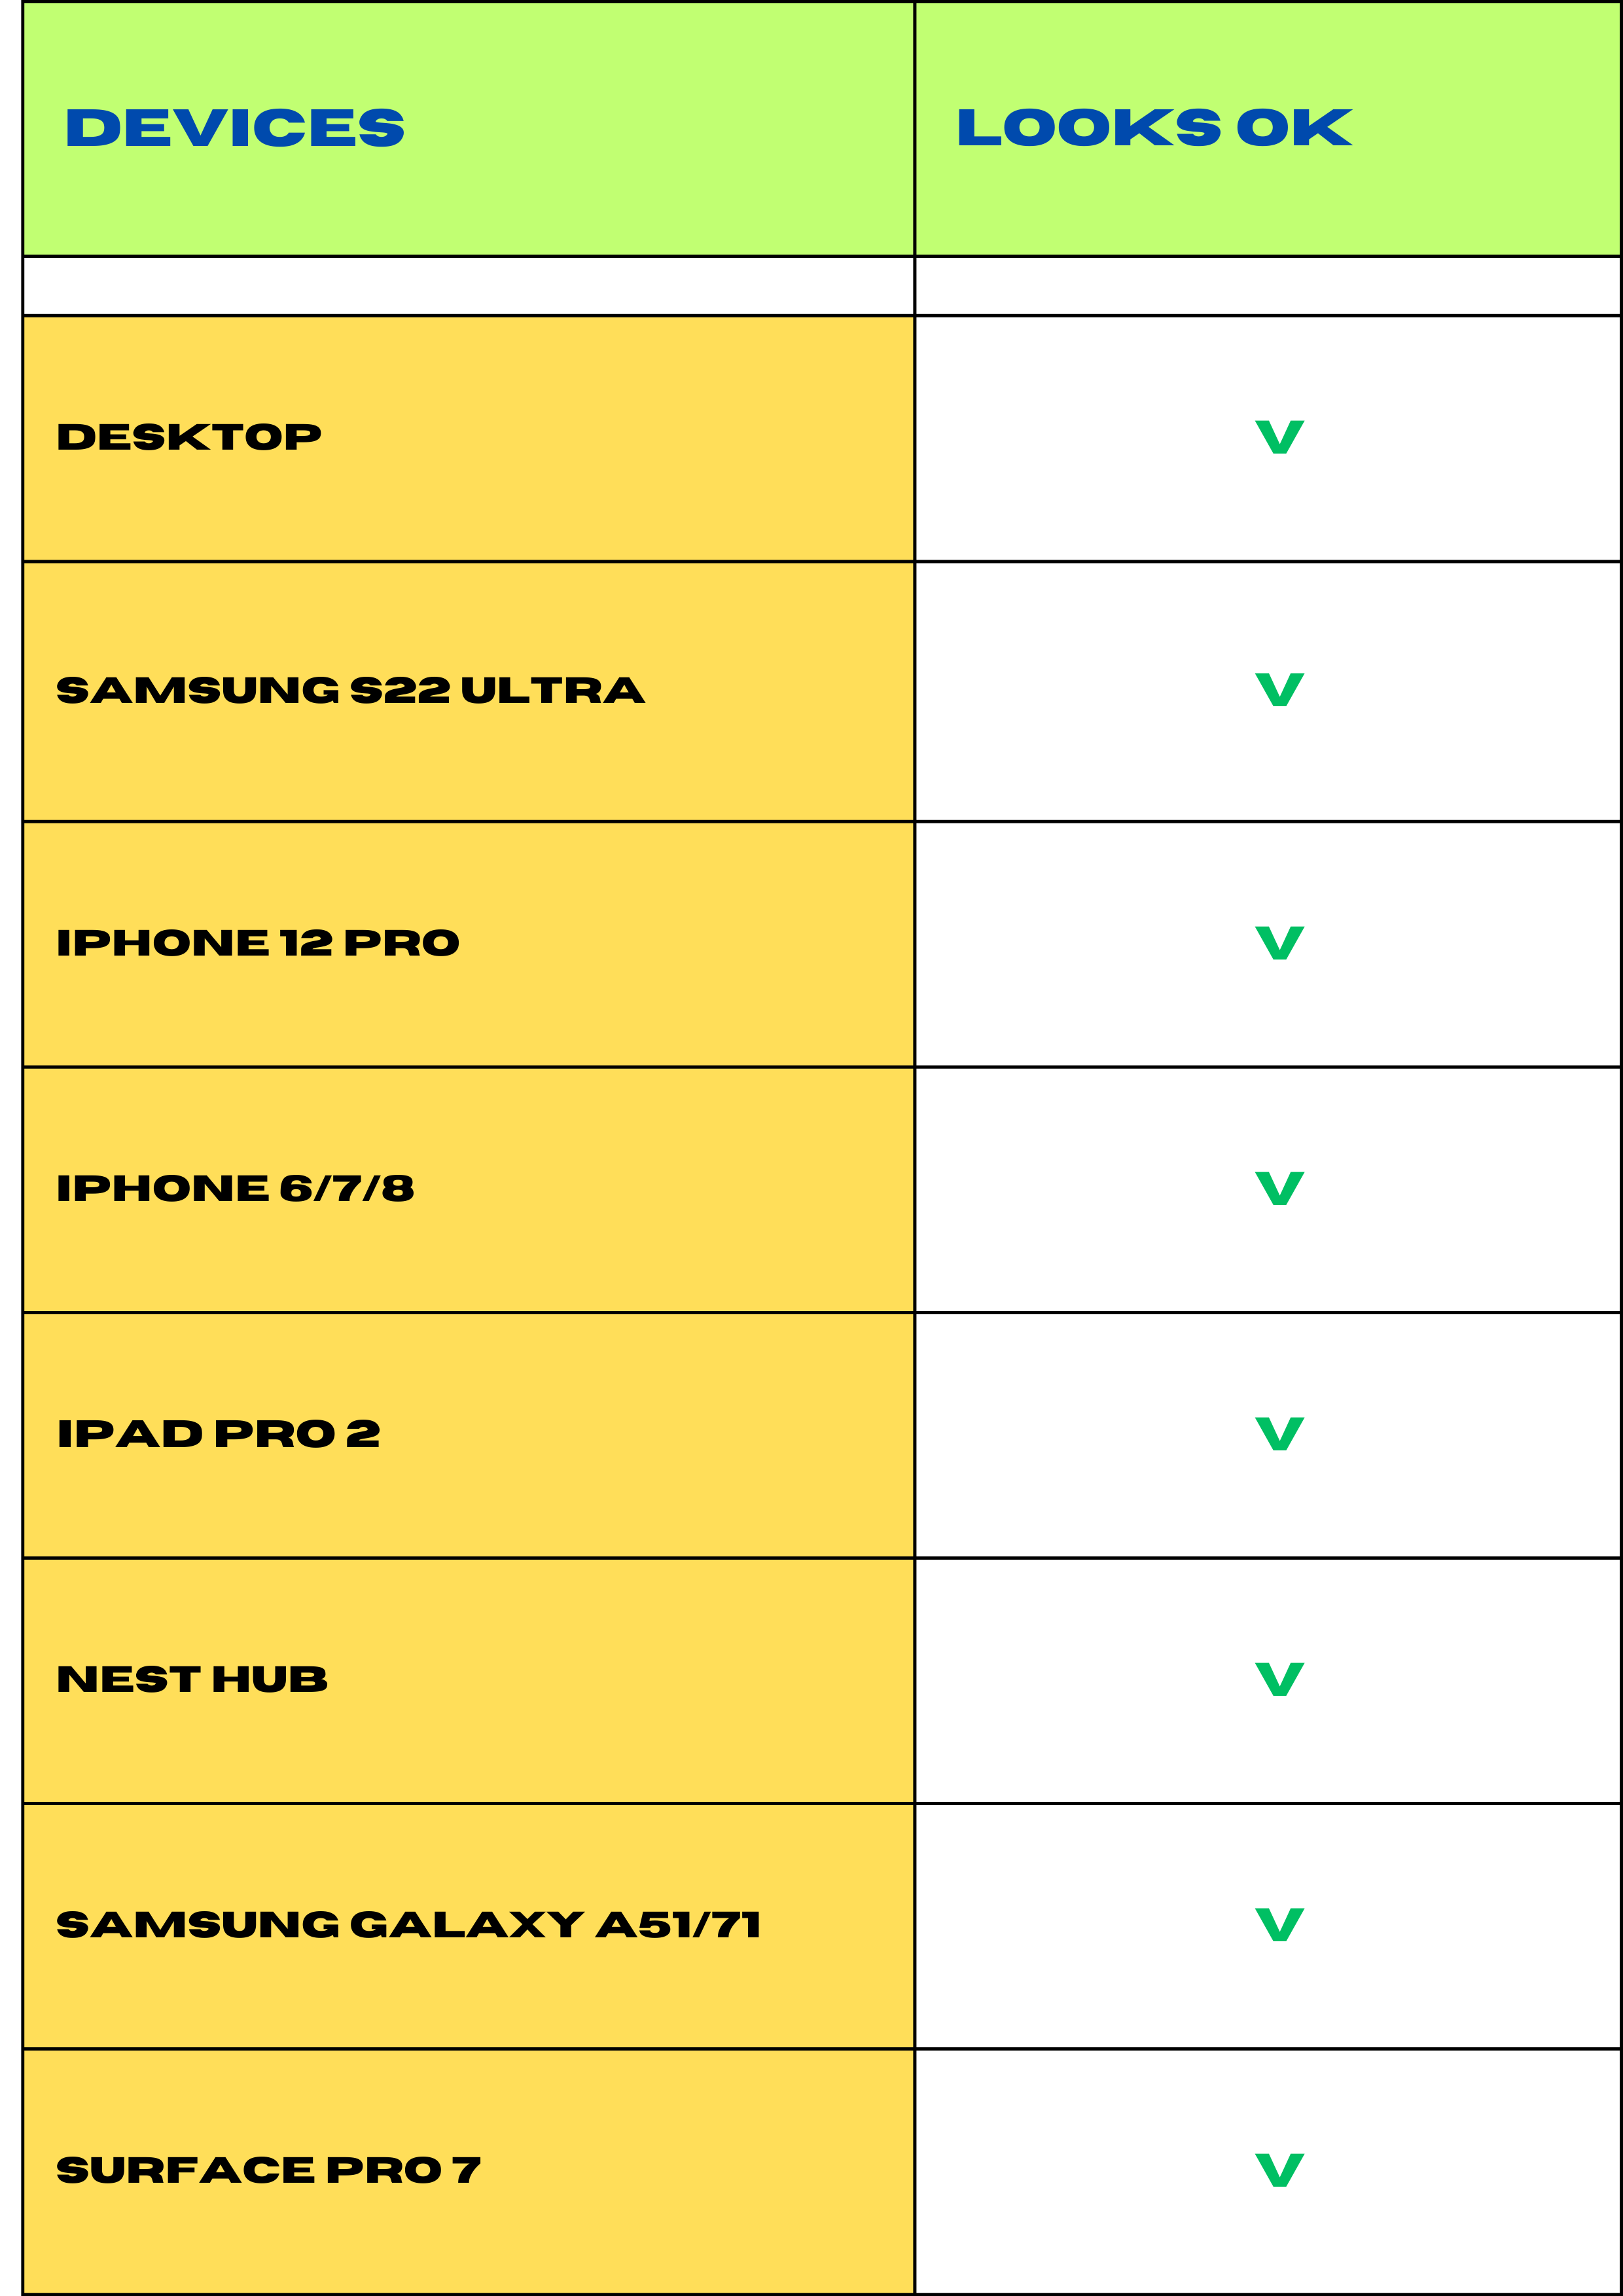 DEVICES LOOKS OK
DESKTOP V
SAMSUNG S22 ULTRA V
IPHONE 12 PRO V
IPHONE 6/7/8 V
IPAD PRO 2 V
NEST HUB V
SAMSUNG GALAXY A51/71 V
SURFACE PRO 7 V